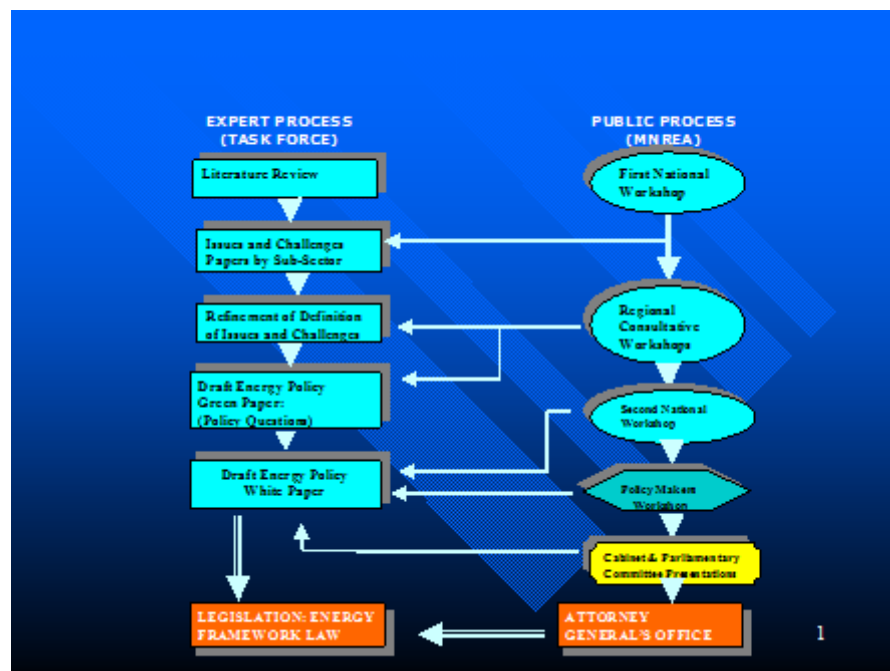 EXPERT PROCESS
(TASK FORCE)
Literature Review
Issues and Challenges
Papers by Sub-Sector
Refinement of Definition
of Issues and Challenges
Draft Energy Policy
Green Paper:
(Policy Questions)
Draft Energy Policy
White Paper
LEGISLATION: ENERGY
FRAMEWORK LAW
PUBLIC PROCESS
(MNREA)
First National
Workshop
Regional
Consultative
Workshops
Second National
Workshop
Policy Makers
Workshop
Cabinet & Parliamentary
Committee Presentations
ATTORNEY
GENERAL'S OFFICE
1